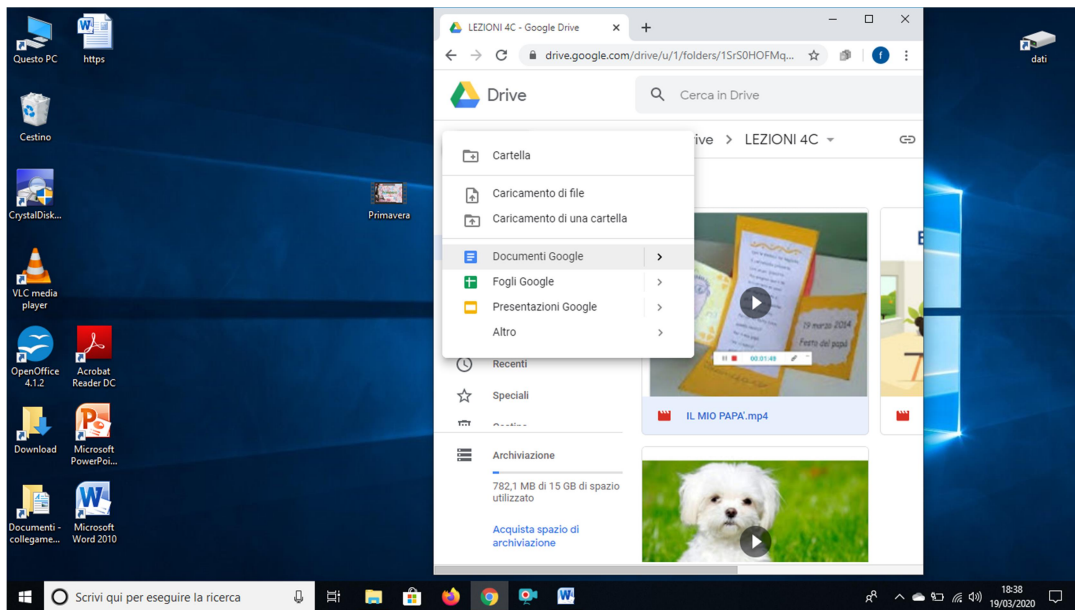 Questo PC
https
Cestino
CrystalDisk...
VLC media
player
OpenOffice
4.1.2
Acrobat
Reader DC
Download
Microsoft
PowerPoi...
Documenti -
collegame...
Microsoft
Word 2010
Primavera
dati
LEZIONI 4C - Google Drive
drive.google.com/drive/u/1/folders/1SrS0HOFMq...
f
Drive
Cerca in Drive
ive > LEZIONI 4C
Cartella
Caricamento di file
Caricamento di una cartella
Documenti Google
Fogli Google
Presentazioni Google
Altro
Recenti
Speciali
Archiviazione
782,1 MB di 15 GB di spazio
utilizzato
Acquista spazio di
archiviazione
19 marzo 2014
Festa del papà
00:01:48
IL MIO PAPA'.mp4
Scrivi qui per eseguire la ricerca
18:38
19/03/2020